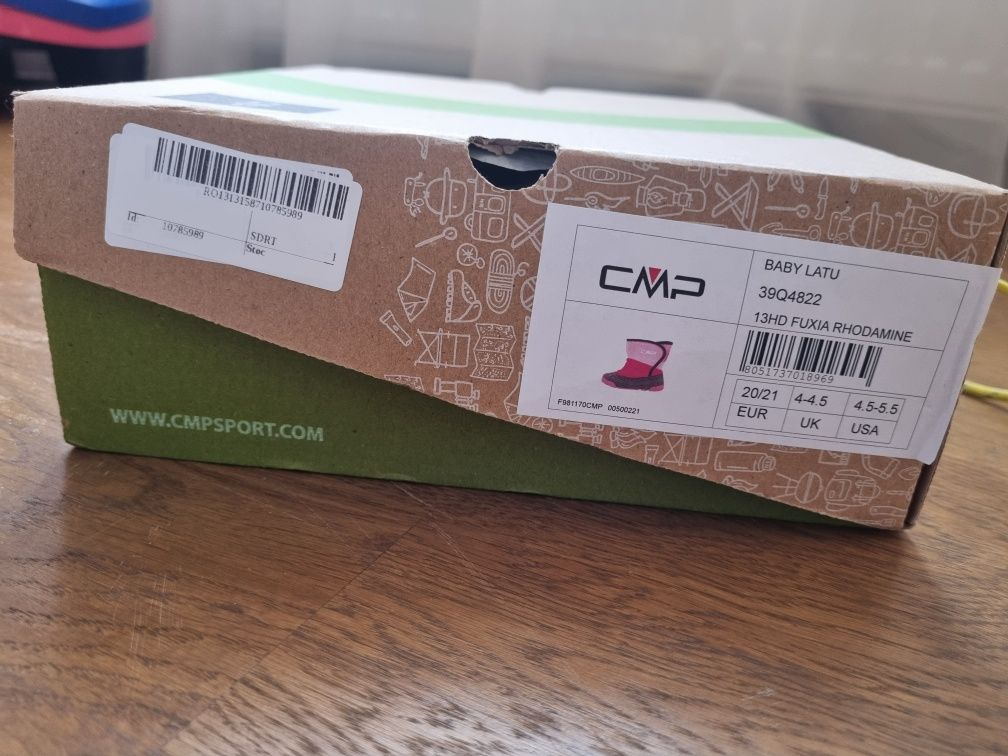 RO1313158710785989
Id 10785989
SDRT
Stoc 1
WWW.CMPSPORT.COM
CMP
BABY LATU
39Q4822
13HD FUXIA RHODAMINE
8051737018969
F981170CMP 00500221
20/21 4-4.5 4.5-5.5
EUR UK USA